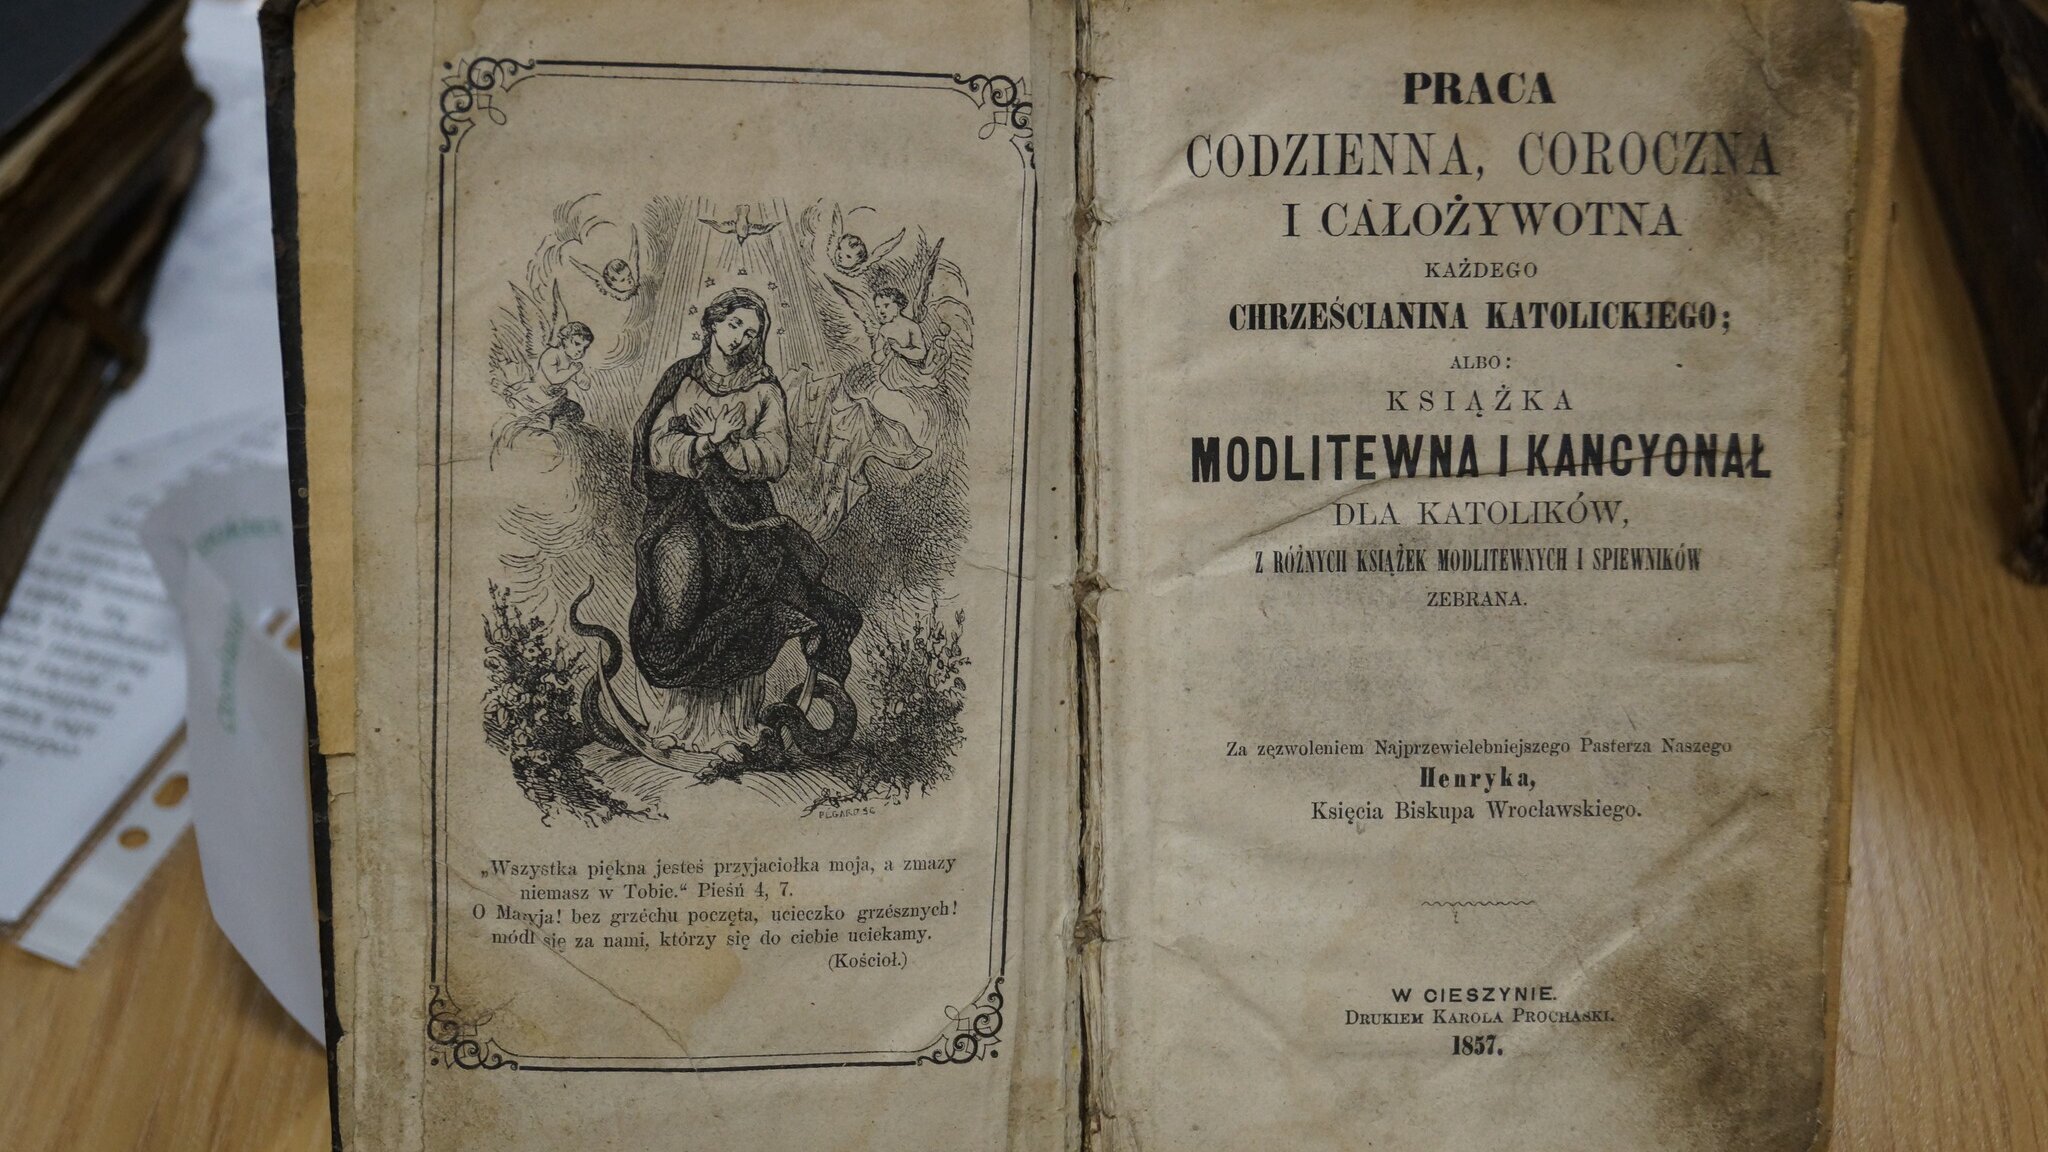 „Wszystka piękna jesteś przyjaciołka moja, a zmazy
niemasz w Tobie.“ Pieśń 4, 7.
O Maryja! bez grzéchu poczęta, ucieczko grzésznych!
módl się za nami, którzy się do ciebie uciekamy.
(Kościoł.)
PRACA
CODZIENNA, COROCZNA
I CAŁOŻYWOTNA
KAŻDEGO
CHRZEŚCIANINA KATOLICKIEGO;
ALBO:
KSIĄŻKA
MODLITEWNA I KANCYONAŁ
DLA KATOLIKÓW,
Z RÓŻNYCH KSIĄŻEK MODLITEWNYCH I SPIEWNIKÓW
ZEBRANA.
Za zęzwoleniem Najprzewielebniejszego Pasterza Naszego
Henryka,
Księcia Biskupa Wrocławskiego.
W CIESZYNIE.
DRUKIEM KAROLA PROCHASKI.
1857.